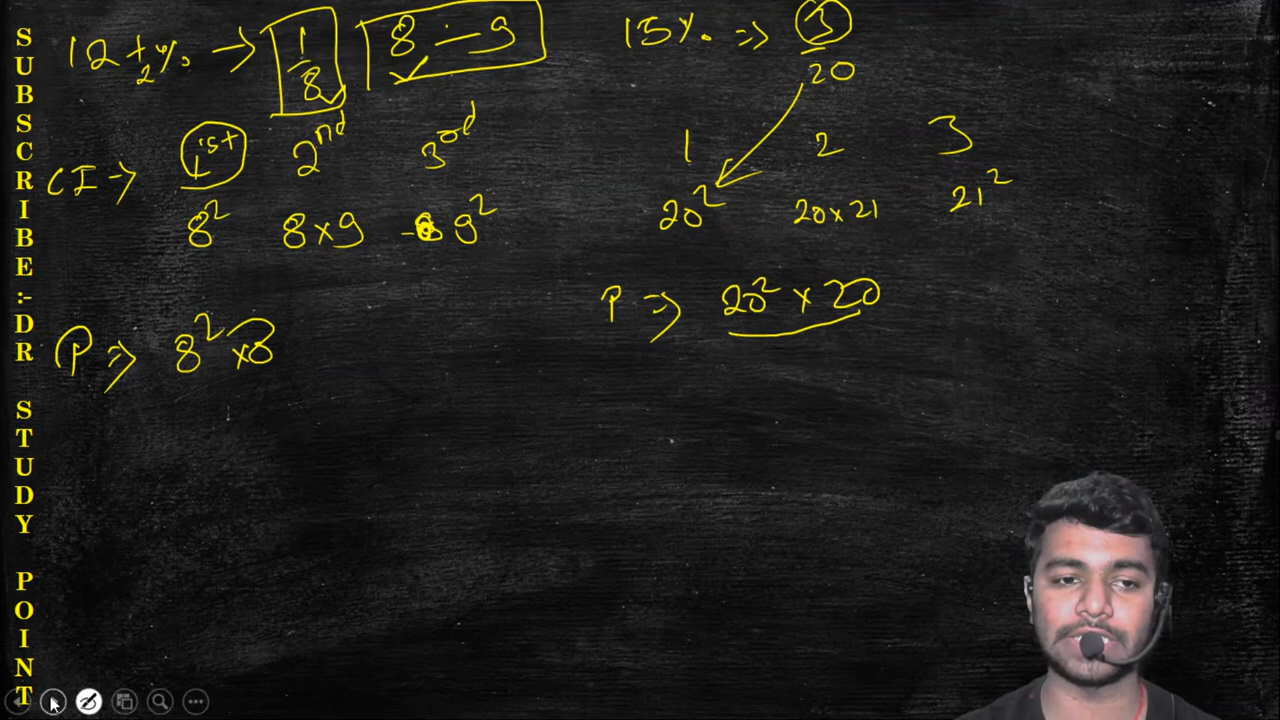 SUBSCRIBE :-DR STUDY POINT
12 1/2 %. → 1/8 8 — 9
CI → 1st 2nd 3rd
8² 8×9 9²
P ⇒ 8² ×8
15%. ⇒ 3/20
1 2 3
20² 20×21 21²
P ⇒ 20² × 20